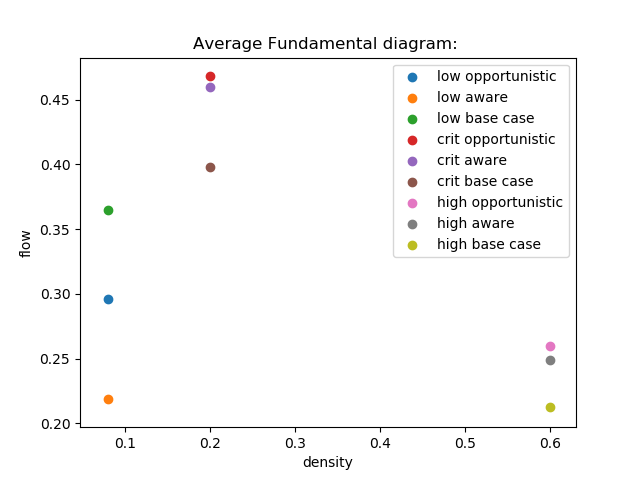 Average Fundamental diagram:
low opportunistic
low aware
low base case
crit opportunistic
crit aware
crit base case
high opportunistic
high aware
high base case
0.45
0.40
0.35
0.30
0.25
0.20
flow
0.1 0.2 0.3 0.4 0.5 0.6
density